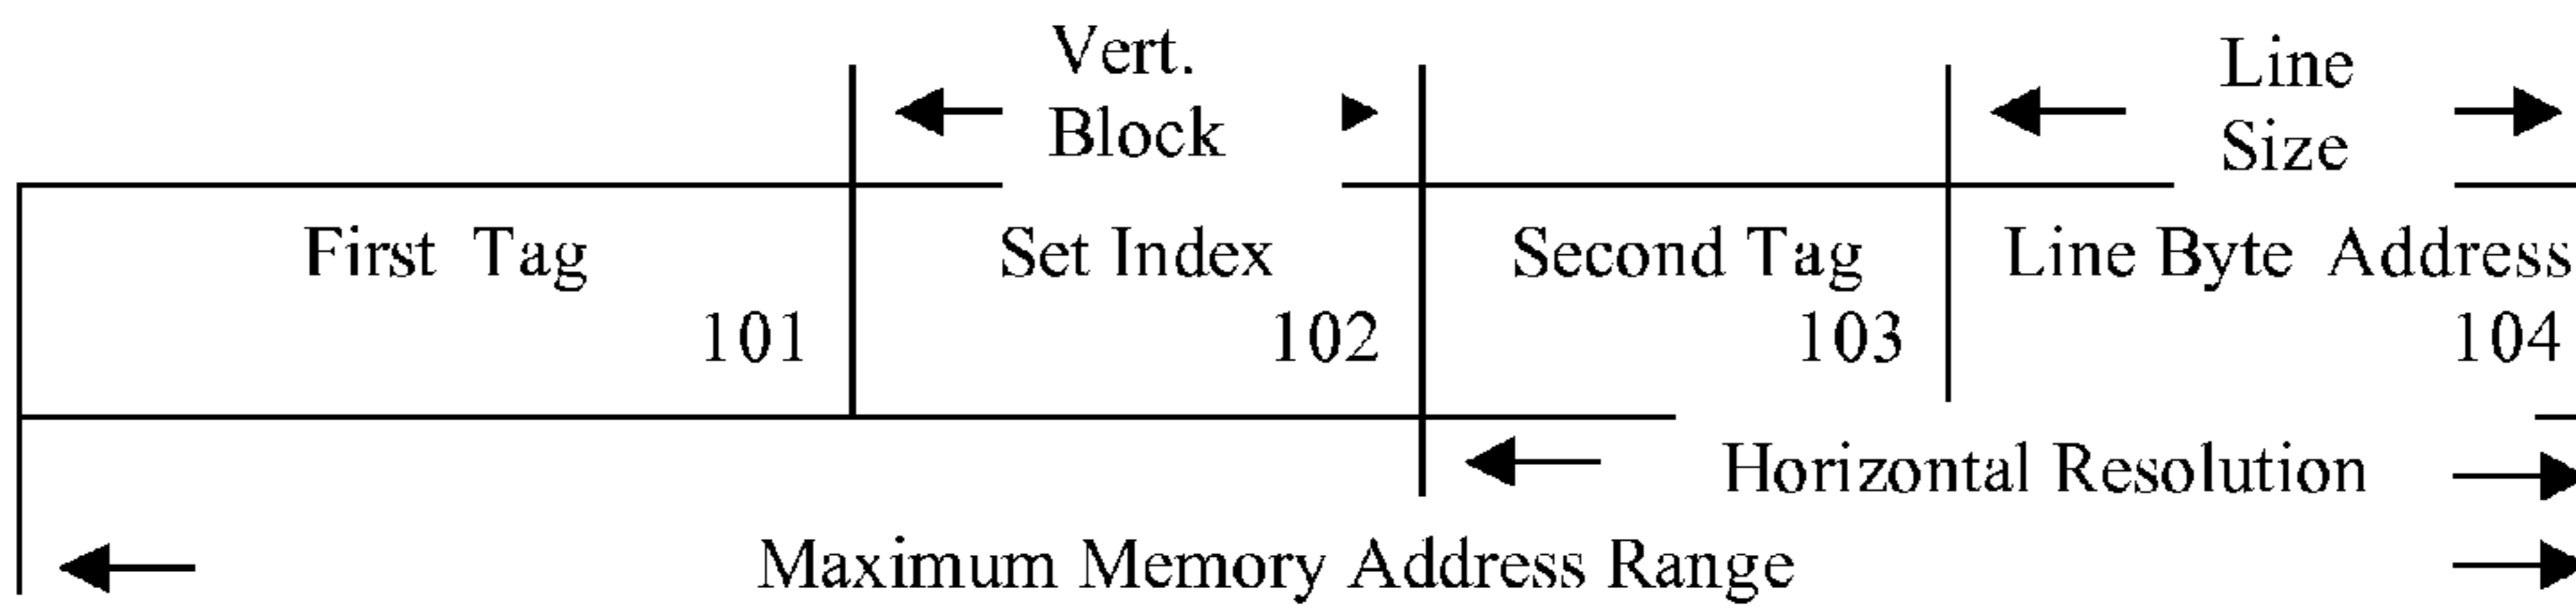 Vert.
Block
Line
Size
First Tag
Set Index
Second Tag
Line Byte Address
101
102
103
104
Horizontal Resolution
Maximum Memory Address Range